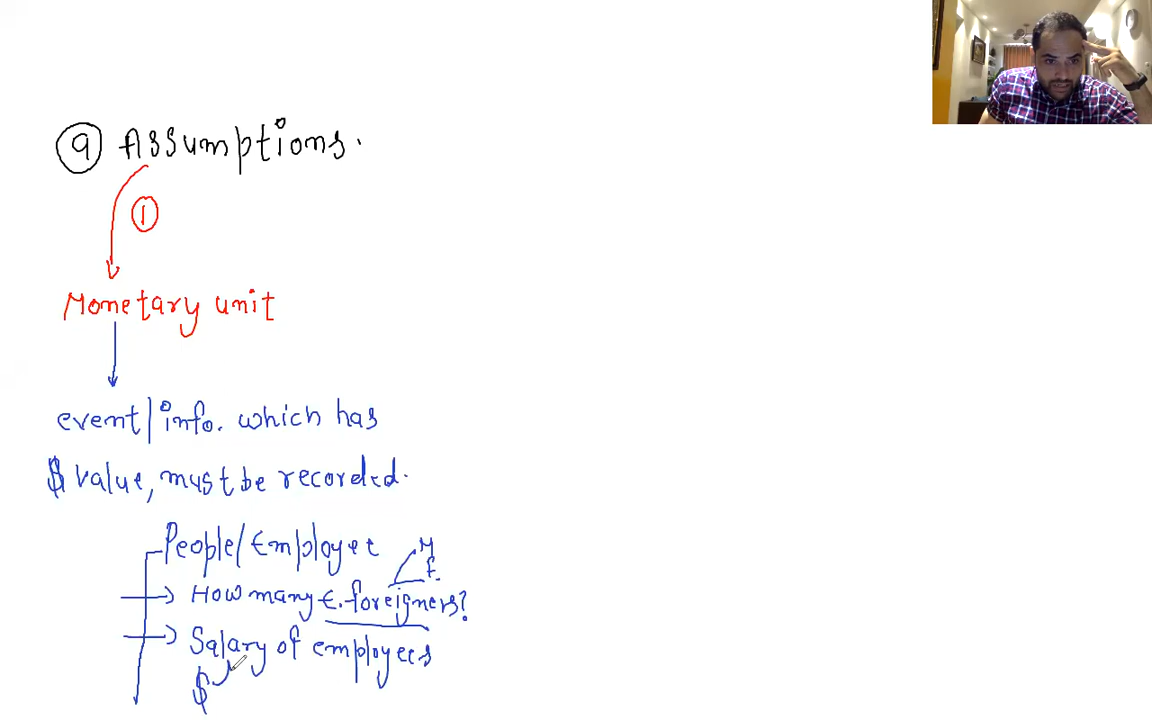 9 Assumptions.
1
Monetary unit
event/info. which has
$ value, must be recorded.
People/Employee
M
F.
How many E. foreigners?
Salary of employees
$